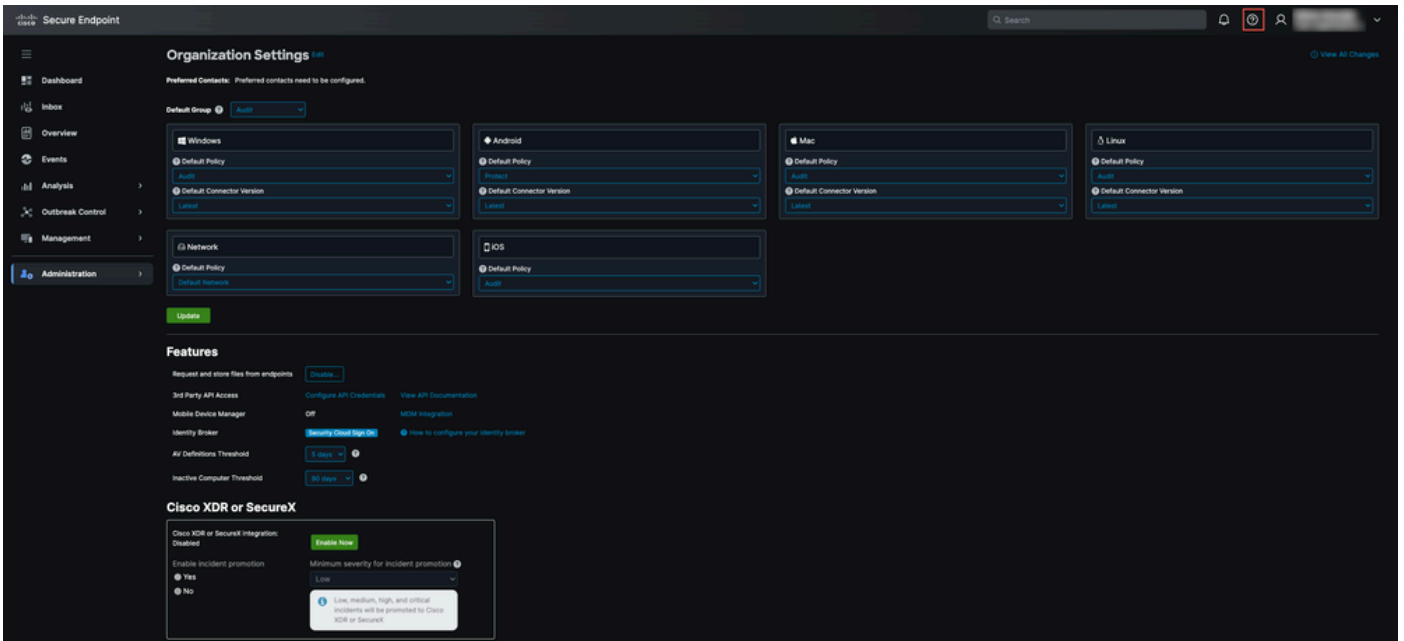 cisco Secure Endpoint
Search
Organization Settings Edit
View All Changes
Dashboard
Inbox
Overview
Events
Analysis
Outbreak Control
Management
Administration
Preferred Contacts: Preferred contacts need to be configured.
Default Group Audit
Windows
Default Policy
Audit
Default Connector Version
Latest
Android
Default Policy
Protect
Default Connector Version
Latest
Mac
Default Policy
Audit
Default Connector Version
Latest
Linux
Default Policy
Audit
Default Connector Version
Latest
Network
Default Policy
Default Network
iOS
Default Policy
Audit
Update
Features
Request and store files from endpoints Disable...
3rd Party API Access Configure API Credentials View API Documentation
Mobile Device Manager Off MDM Integration
Identity Broker Security Cloud Sign On How to configure your identity broker
AV Definitions Threshold 5 days
Inactive Computer Threshold 90 days
Cisco XDR or SecureX
Cisco XDR or SecureX Integration:
Disabled
Enable Now
Enable incident promotion
Yes
No
Minimum severity for incident promotion
Low
Low, medium, high, and critical
incidents will be promoted to Cisco
XDR or SecureX